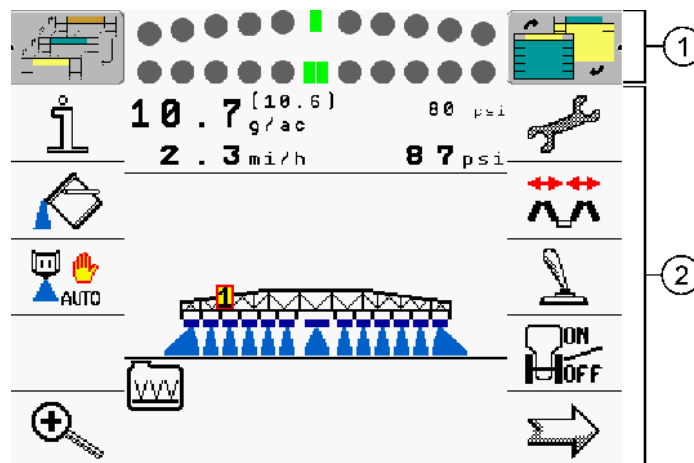 1
10.7 [10.6] g/ac 80 psi
2.3 mi/h 87 psi
2
AUTO
1
ON
OFF